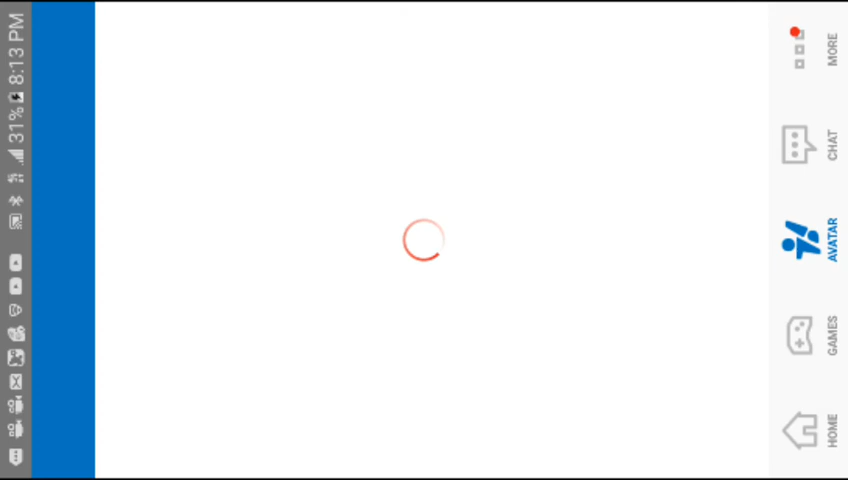 31% 8:13 PM
HOME
GAMES
AVATAR
CHAT
MORE